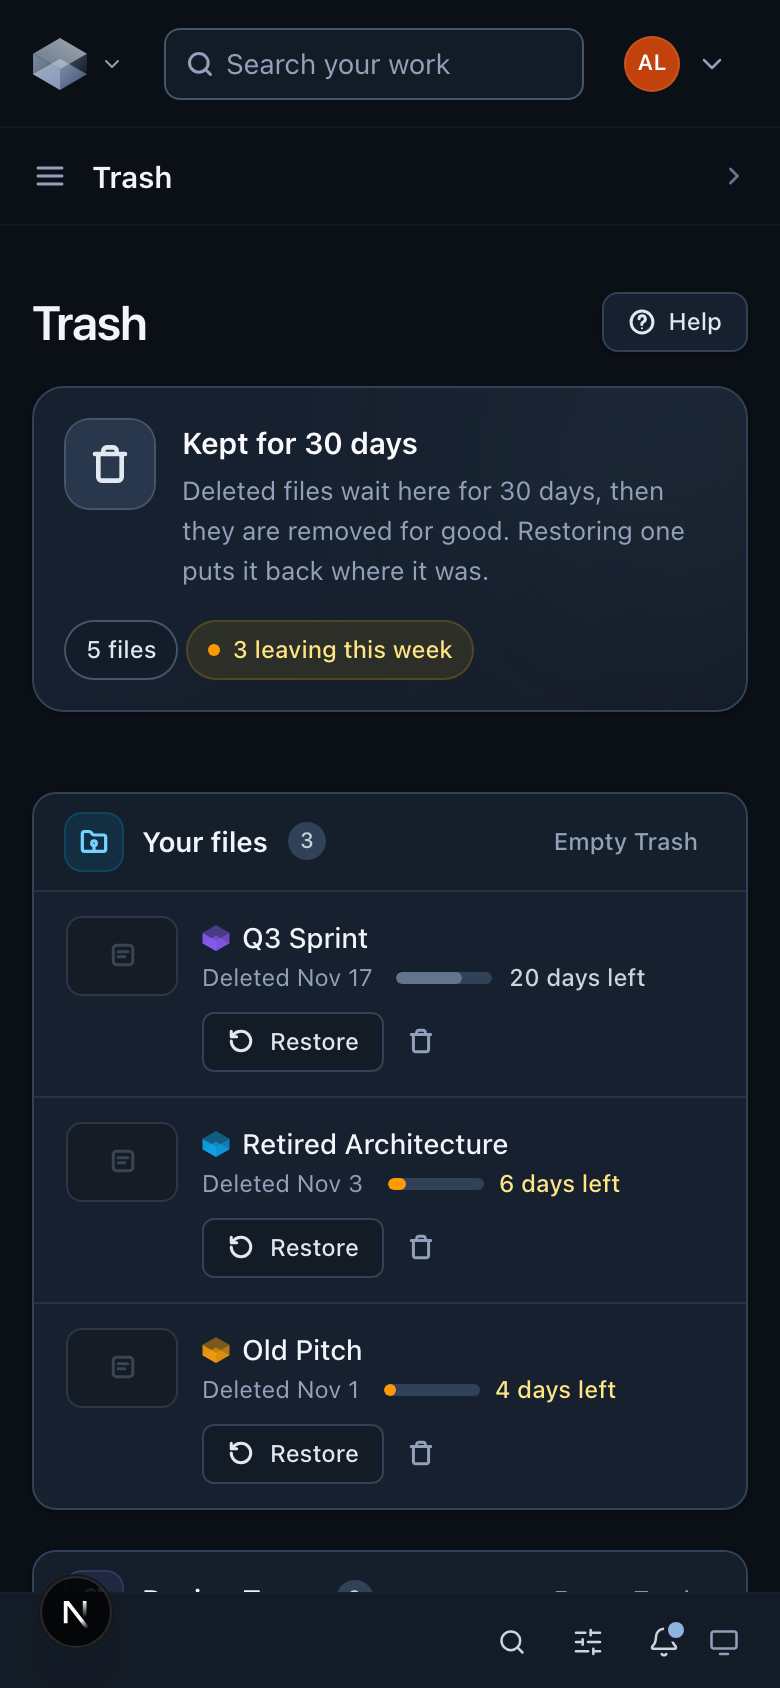 Search your work
AL
Trash
Trash
Help
Kept for 30 days
Deleted files wait here for 30 days, then
they are removed for good. Restoring one
puts it back where it was.
5 files
3 leaving this week
Your files
3
Empty Trash
Q3 Sprint
Deleted Nov 17
20 days left
Restore
Retired Architecture
Deleted Nov 3
6 days left
Restore
Old Pitch
Deleted Nov 1
4 days left
Restore
N